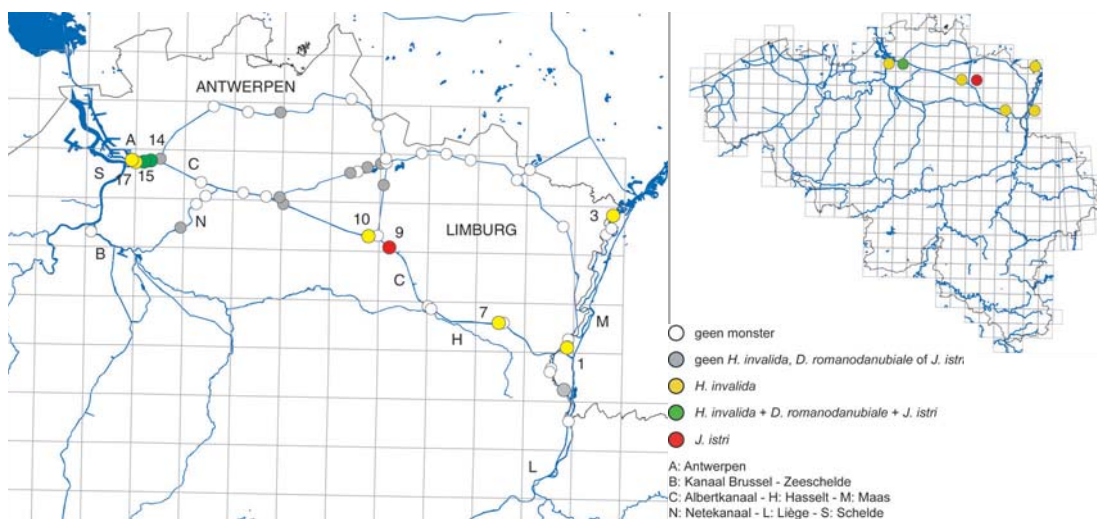 ANTWERPEN
A
14
S
C
17
15
N
B
10
9
LIMBURG
3
C
7
H
M
1
L
geen monster
geen H. invalida, D. romanodanubiale of J. istri
H. invalida
H. invalida + D. romanodanubiale + J. istri
J. istri
A: Antwerpen
B: Kanaal Brussel - Zeeschelde
C: Albertkanaal - H: Hasselt - M: Maas
N: Netekanaal - L: Liège - S: Schelde